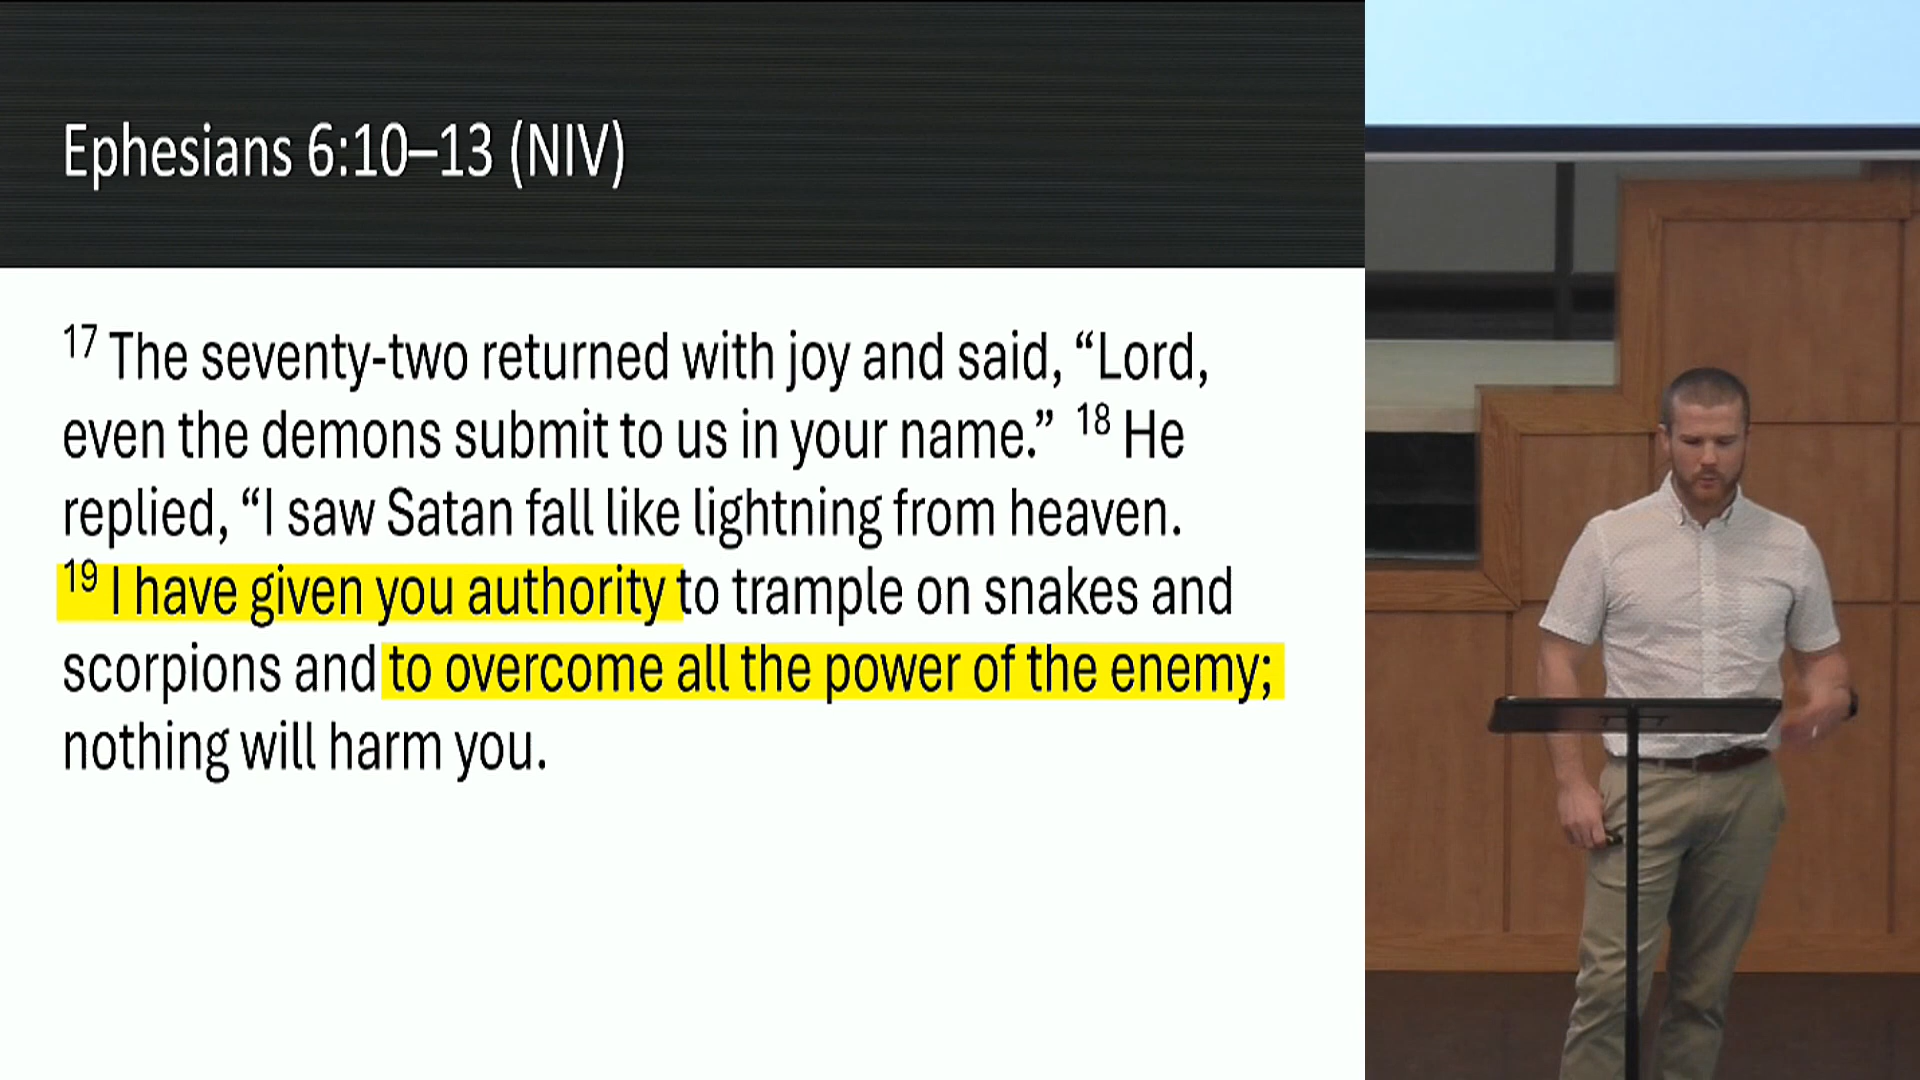 Ephesians 6:10–13 (NIV)
17 The seventy-two returned with joy and said, “Lord,
even the demons submit to us in your name.” 18 He
replied, “I saw Satan fall like lightning from heaven.
19 I have given you authority to trample on snakes and
scorpions and to overcome all the power of the enemy;
nothing will harm you.